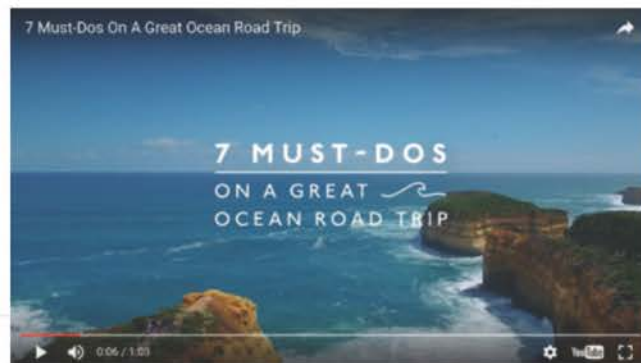 7 Must-Dos On A Great Ocean Road Trip
7 MUST-DOS
ON A GREAT
OCEAN ROAD TRIP
0:06 / 1:03
YouTube